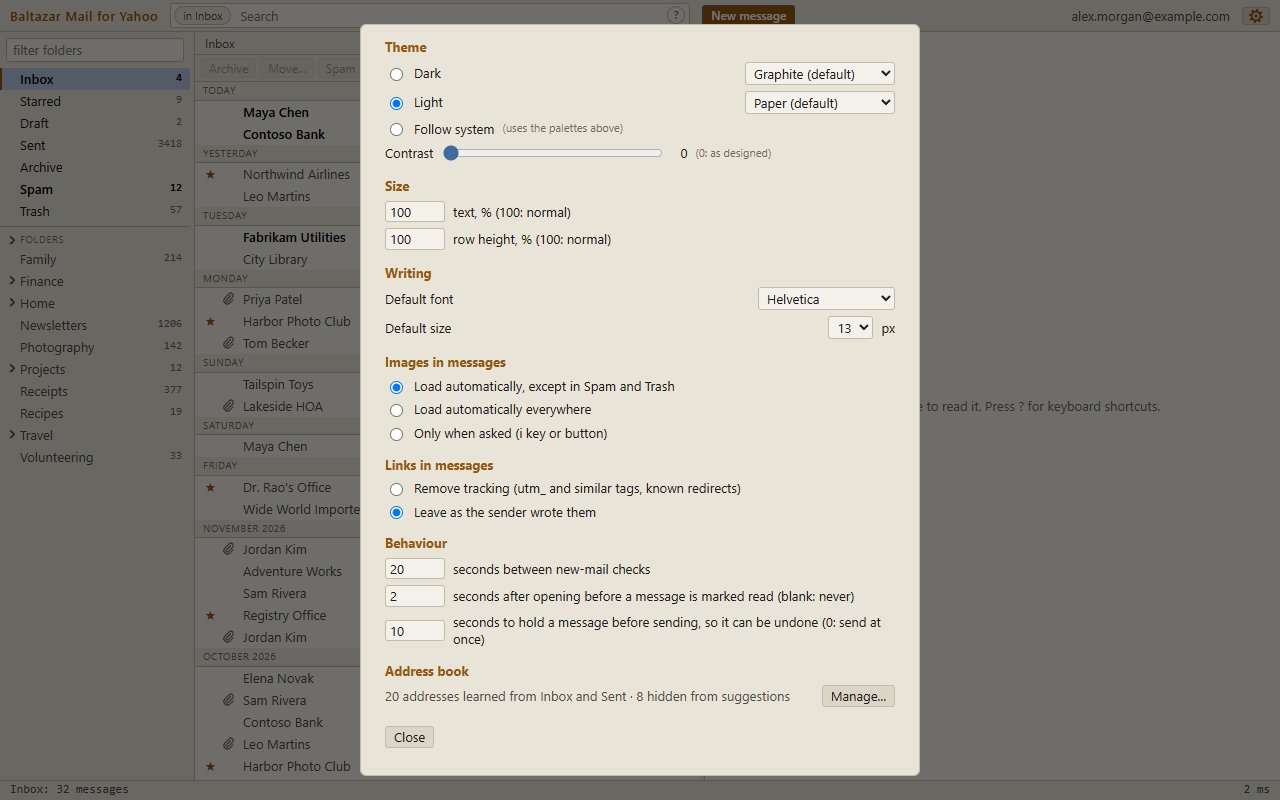 Baltazar Mail for Yahoo
in Inbox Search ?
New message
alex.morgan@example.com
filter folders
Inbox 4
Starred 9
Draft 2
Sent 3418
Archive
Spam 12
Trash 57
FOLDERS
Family 214
Finance
Home
Newsletters 1206
Photography 142
Projects 12
Receipts 377
Recipes 19
Travel
Volunteering 33
Inbox
Archive Move... Spam
TODAY
Maya Chen
Contoso Bank
YESTERDAY
Northwind Airlines
Leo Martins
TUESDAY
Fabrikam Utilities
City Library
MONDAY
Priya Patel
Harbor Photo Club
Tom Becker
SUNDAY
Tailspin Toys
Lakeside HOA
SATURDAY
Maya Chen
FRIDAY
Dr. Rao's Office
Wide World Importe
NOVEMBER 2026
Jordan Kim
Adventure Works
Sam Rivera
Registry Office
Jordan Kim
OCTOBER 2026
Elena Novak
Sam Rivera
Contoso Bank
Leo Martins
Harbor Photo Club
Theme
Dark Graphite (default)
Light Paper (default)
Follow system (uses the palettes above)
Contrast 0 (0: as designed)
Size
100 text, % (100: normal)
100 row height, % (100: normal)
Writing
Default font Helvetica
Default size 13 px
Images in messages
Load automatically, except in Spam and Trash
Load automatically everywhere
Only when asked (i key or button)
Links in messages
Remove tracking (utm_ and similar tags, known redirects)
Leave as the sender wrote them
Behaviour
20 seconds between new-mail checks
2 seconds after opening before a message is marked read (blank: never)
10 seconds to hold a message before sending, so it can be undone (0: send at
once)
Address book
20 addresses learned from Inbox and Sent · 8 hidden from suggestions Manage...
Close
e to read it. Press ? for keyboard shortcuts.
Inbox: 32 messages
2 ms